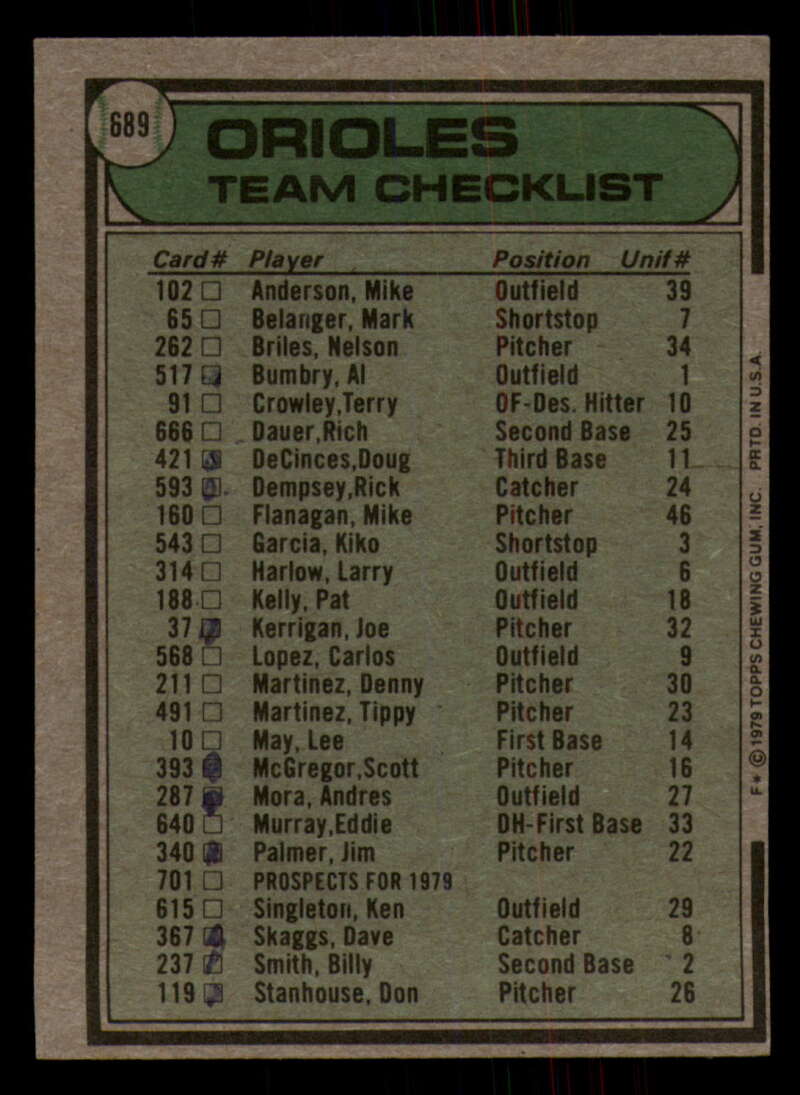 689
ORIOLES
TEAM CHECKLIST
Card# Player Position Unif#
102 □ Anderson, Mike Outfield 39
65 □ Belanger, Mark Shortstop 7
262 □ Briles, Nelson Pitcher 34
517 □ Bumbry, Al Outfield 1
91 □ Crowley,Terry OF-Des. Hitter 10
666 □ Dauer,Rich Second Base 25
421 □ DeCinces,Doug Third Base 11
593 □ Dempsey,Rick Catcher 24
160 □ Flanagan, Mike Pitcher 46
543 □ Garcia, Kiko Shortstop 3
314 □ Harlow, Larry Outfield 6
188 □ Kelly, Pat Outfield 18
37 □ Kerrigan, Joe Pitcher 32
568 □ Lopez, Carlos Outfield 9
211 □ Martinez, Denny Pitcher 30
491 □ Martinez, Tippy Pitcher 23
10 □ May, Lee First Base 14
393 □ McGregor,Scott Pitcher 16
287 □ Mora, Andres Outfield 27
640 □ Murray,Eddie DH-First Base 33
340 □ Palmer, Jim Pitcher 22
701 □ PROSPECTS FOR 1979
615 □ Singleton, Ken Outfield 29
367 □ Skaggs, Dave Catcher 8
237 □ Smith, Billy Second Base 2
119 □ Stanhouse, Don Pitcher 26
F★ © 1979 TOPPS CHEWING GUM, INC. PRTD. IN U.S.A.